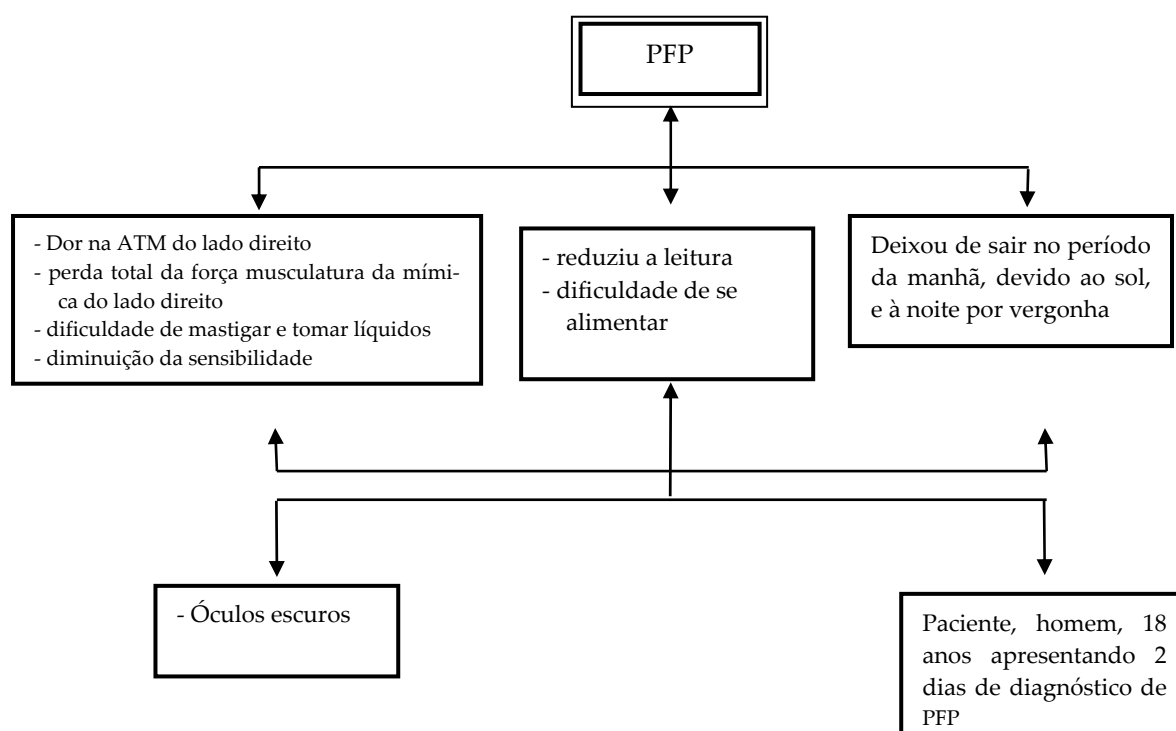 PFP
- Dor na ATM do lado direito
- perda total da força musculatura da mími-
ca do lado direito
- dificuldade de mastigar e tomar líquidos
- diminuição da sensibilidade
- reduziu a leitura
- dificuldade de se
alimentar
Deixou de sair no período
da manhã, devido ao sol,
e à noite por vergonha
- Óculos escuros
Paciente, homem, 18
anos apresentando 2
dias de diagnóstico de
PFP